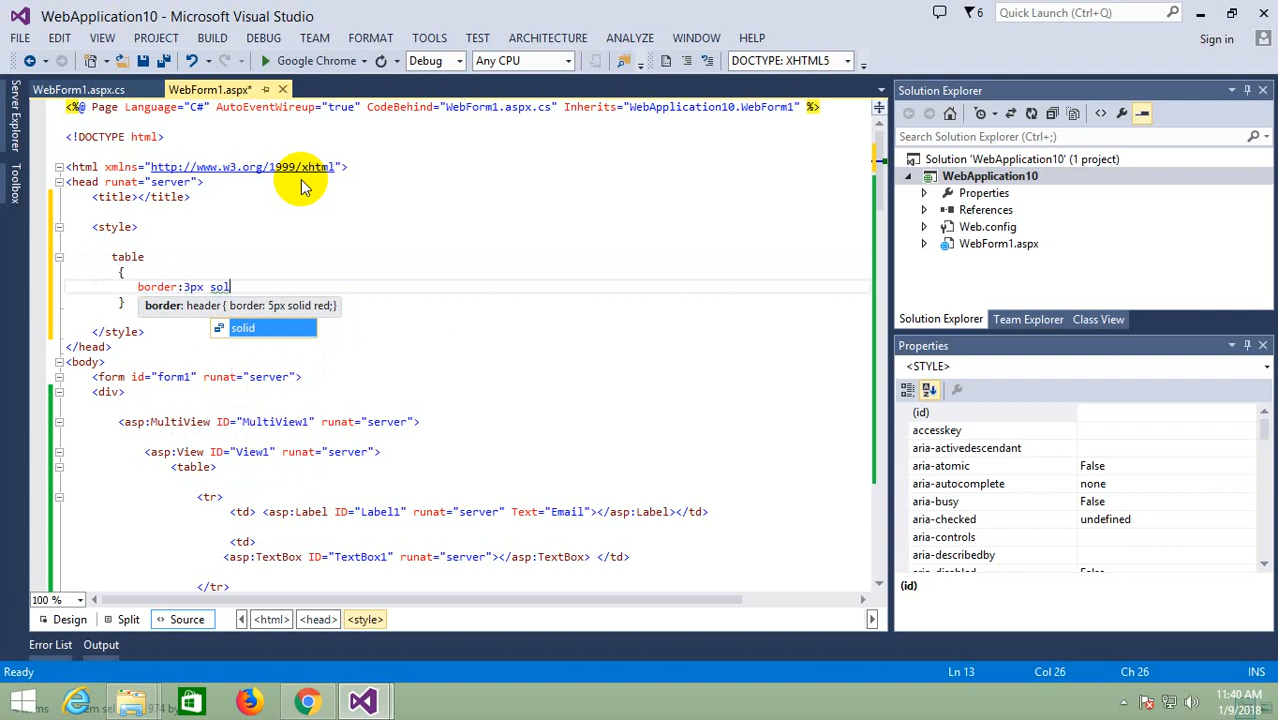 WebApplication10 - Microsoft Visual Studio
6
Quick Launch (Ctrl+Q)
FILE EDIT VIEW PROJECT BUILD DEBUG TEAM FORMAT TOOLS TEST ARCHITECTURE ANALYZE WINDOW HELP
Sign in
Google Chrome Debug Any CPU DOCTYPE: XHTML5
Server Explorer
Toolbox
WebForm1.aspx.cs WebForm1.aspx*
<%@ Page Language="C#" AutoEventWireup="true" CodeBehind="WebForm1.aspx.cs" Inherits="WebApplication10.WebForm1" %>
<!DOCTYPE html>
<html xmlns="http://www.w3.org/1999/xhtml">
<head runat="server">
<title></title>
<style>
table
{
border:3px sol
}
border: header { border: 5px solid red;}
solid
</style>
</head>
<body>
<form id="form1" runat="server">
<div>
<asp:MultiView ID="MultiView1" runat="server">
<asp:View ID="View1" runat="server">
<table>
<tr>
<td> <asp:Label ID="Label1" runat="server" Text="Email"></asp:Label></td>
<td>
<asp:TextBox ID="TextBox1" runat="server"></asp:TextBox> </td>
</tr>
100 %
Design Split Source <html> <head> <style>
Solution Explorer
Search Solution Explorer (Ctrl+;)
Solution 'WebApplication10' (1 project)
WebApplication10
Properties
References
Web.config
WebForm1.aspx
Solution Explorer Team Explorer Class View
Properties
<STYLE>
(id)
accesskey
aria-activedescendant
aria-atomic False
aria-autocomplete none
aria-busy False
aria-checked undefined
aria-controls
aria-describedby
aria-disabled False
(id)
Error List Output
Ready Ln 13 Col 26 Ch 26 INS
11:40 AM
1/9/2018